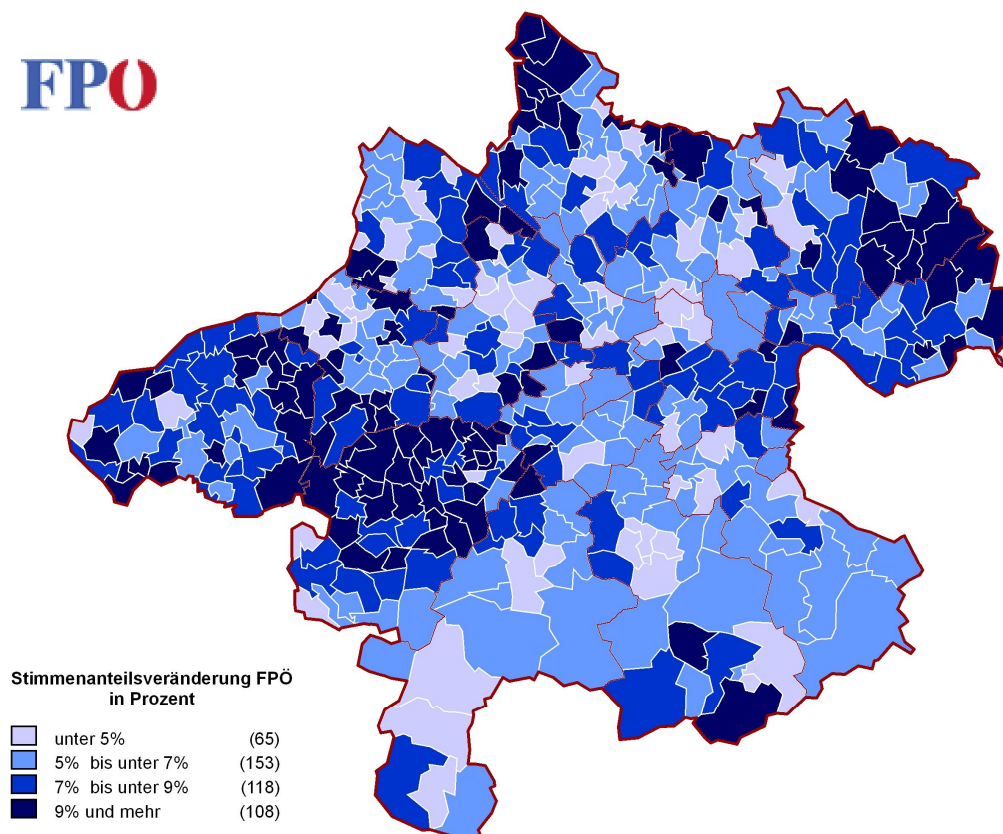 FPÖ
Stimmenanteilsveränderung FPÖ
in Prozent
unter 5% (65)
5% bis unter 7% (153)
7% bis unter 9% (118)
9% und mehr (108)